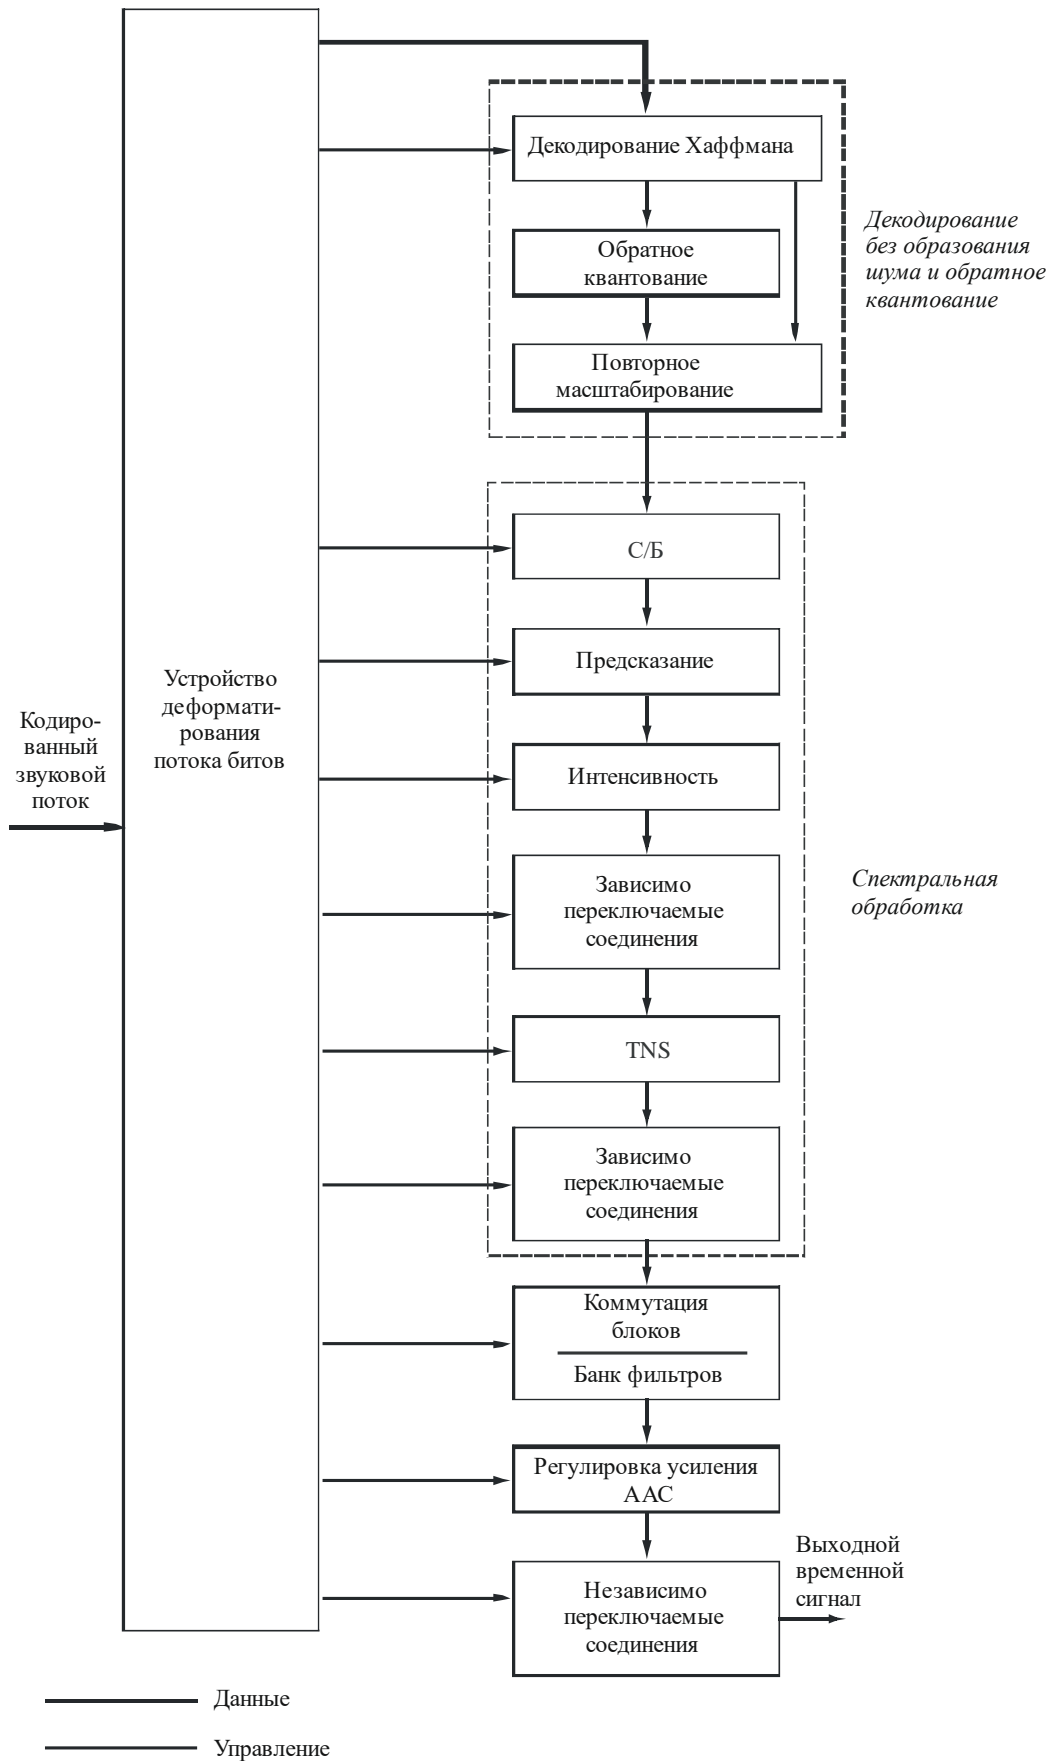 Декодирование Хаффмана
Декодирование
без образования
шума и обратное
квантование
Обратное
квантование
Повторное
масштабирование
С/Б
Предсказание
Устройство
деформати-
рования
потока битов
Кодиро-
ванный
звуковой
поток
Интенсивность
Зависимо
переключаемые
соединения
Спектральная
обработка
TNS
Зависимо
переключаемые
соединения
Коммутация
блоков
Банк фильтров
Регулировка усиления
ААС
Выходной
временной
сигнал
Независимо
переключаемые
соединения
Данные
Управление